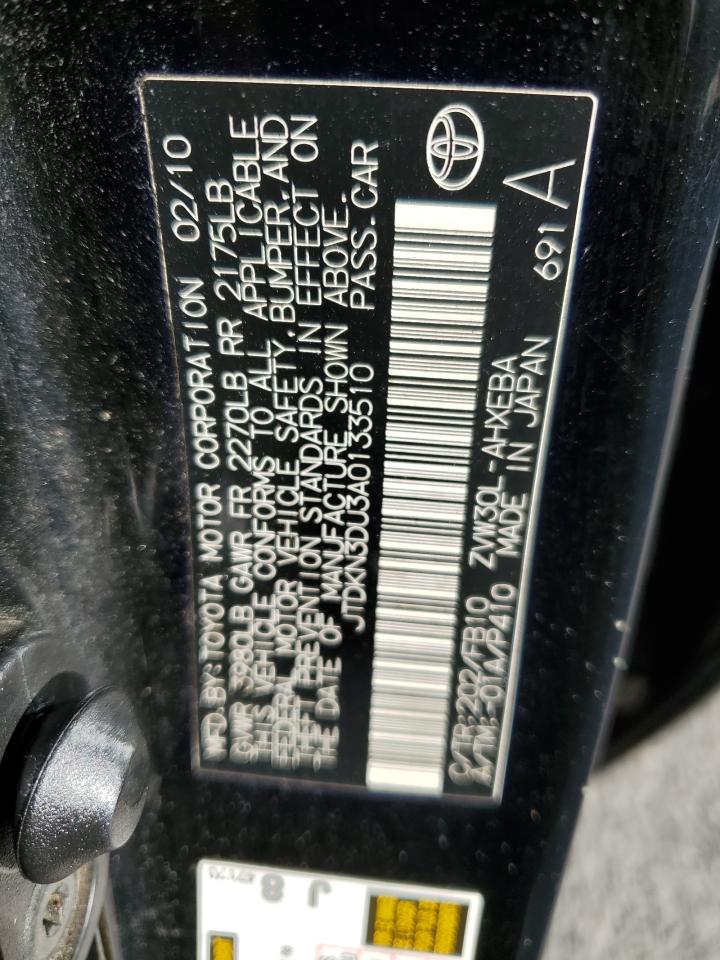 MFD.BY:TOYOTA MOTOR CORPORATION 02/10
GVWR 3980LB GAWR FR 2270LB RR 2175LB
THIS VEHICLE CONFORMS TO ALL APPLICABLE
FEDERAL MOTOR VEHICLE SAFETY,BUMPER,AND
THEFT PREVENTION STANDARDS IN EFFECT ON
THE DATE OF MANUFACTURE SHOWN ABOVE.
JTDKN3DU3A0133510 PASS.CAR
C/TR:202/FB10 ZVW30L-AHXEBA
A/TM:-01A/P410 MADE IN JAPAN 691 A
J 8